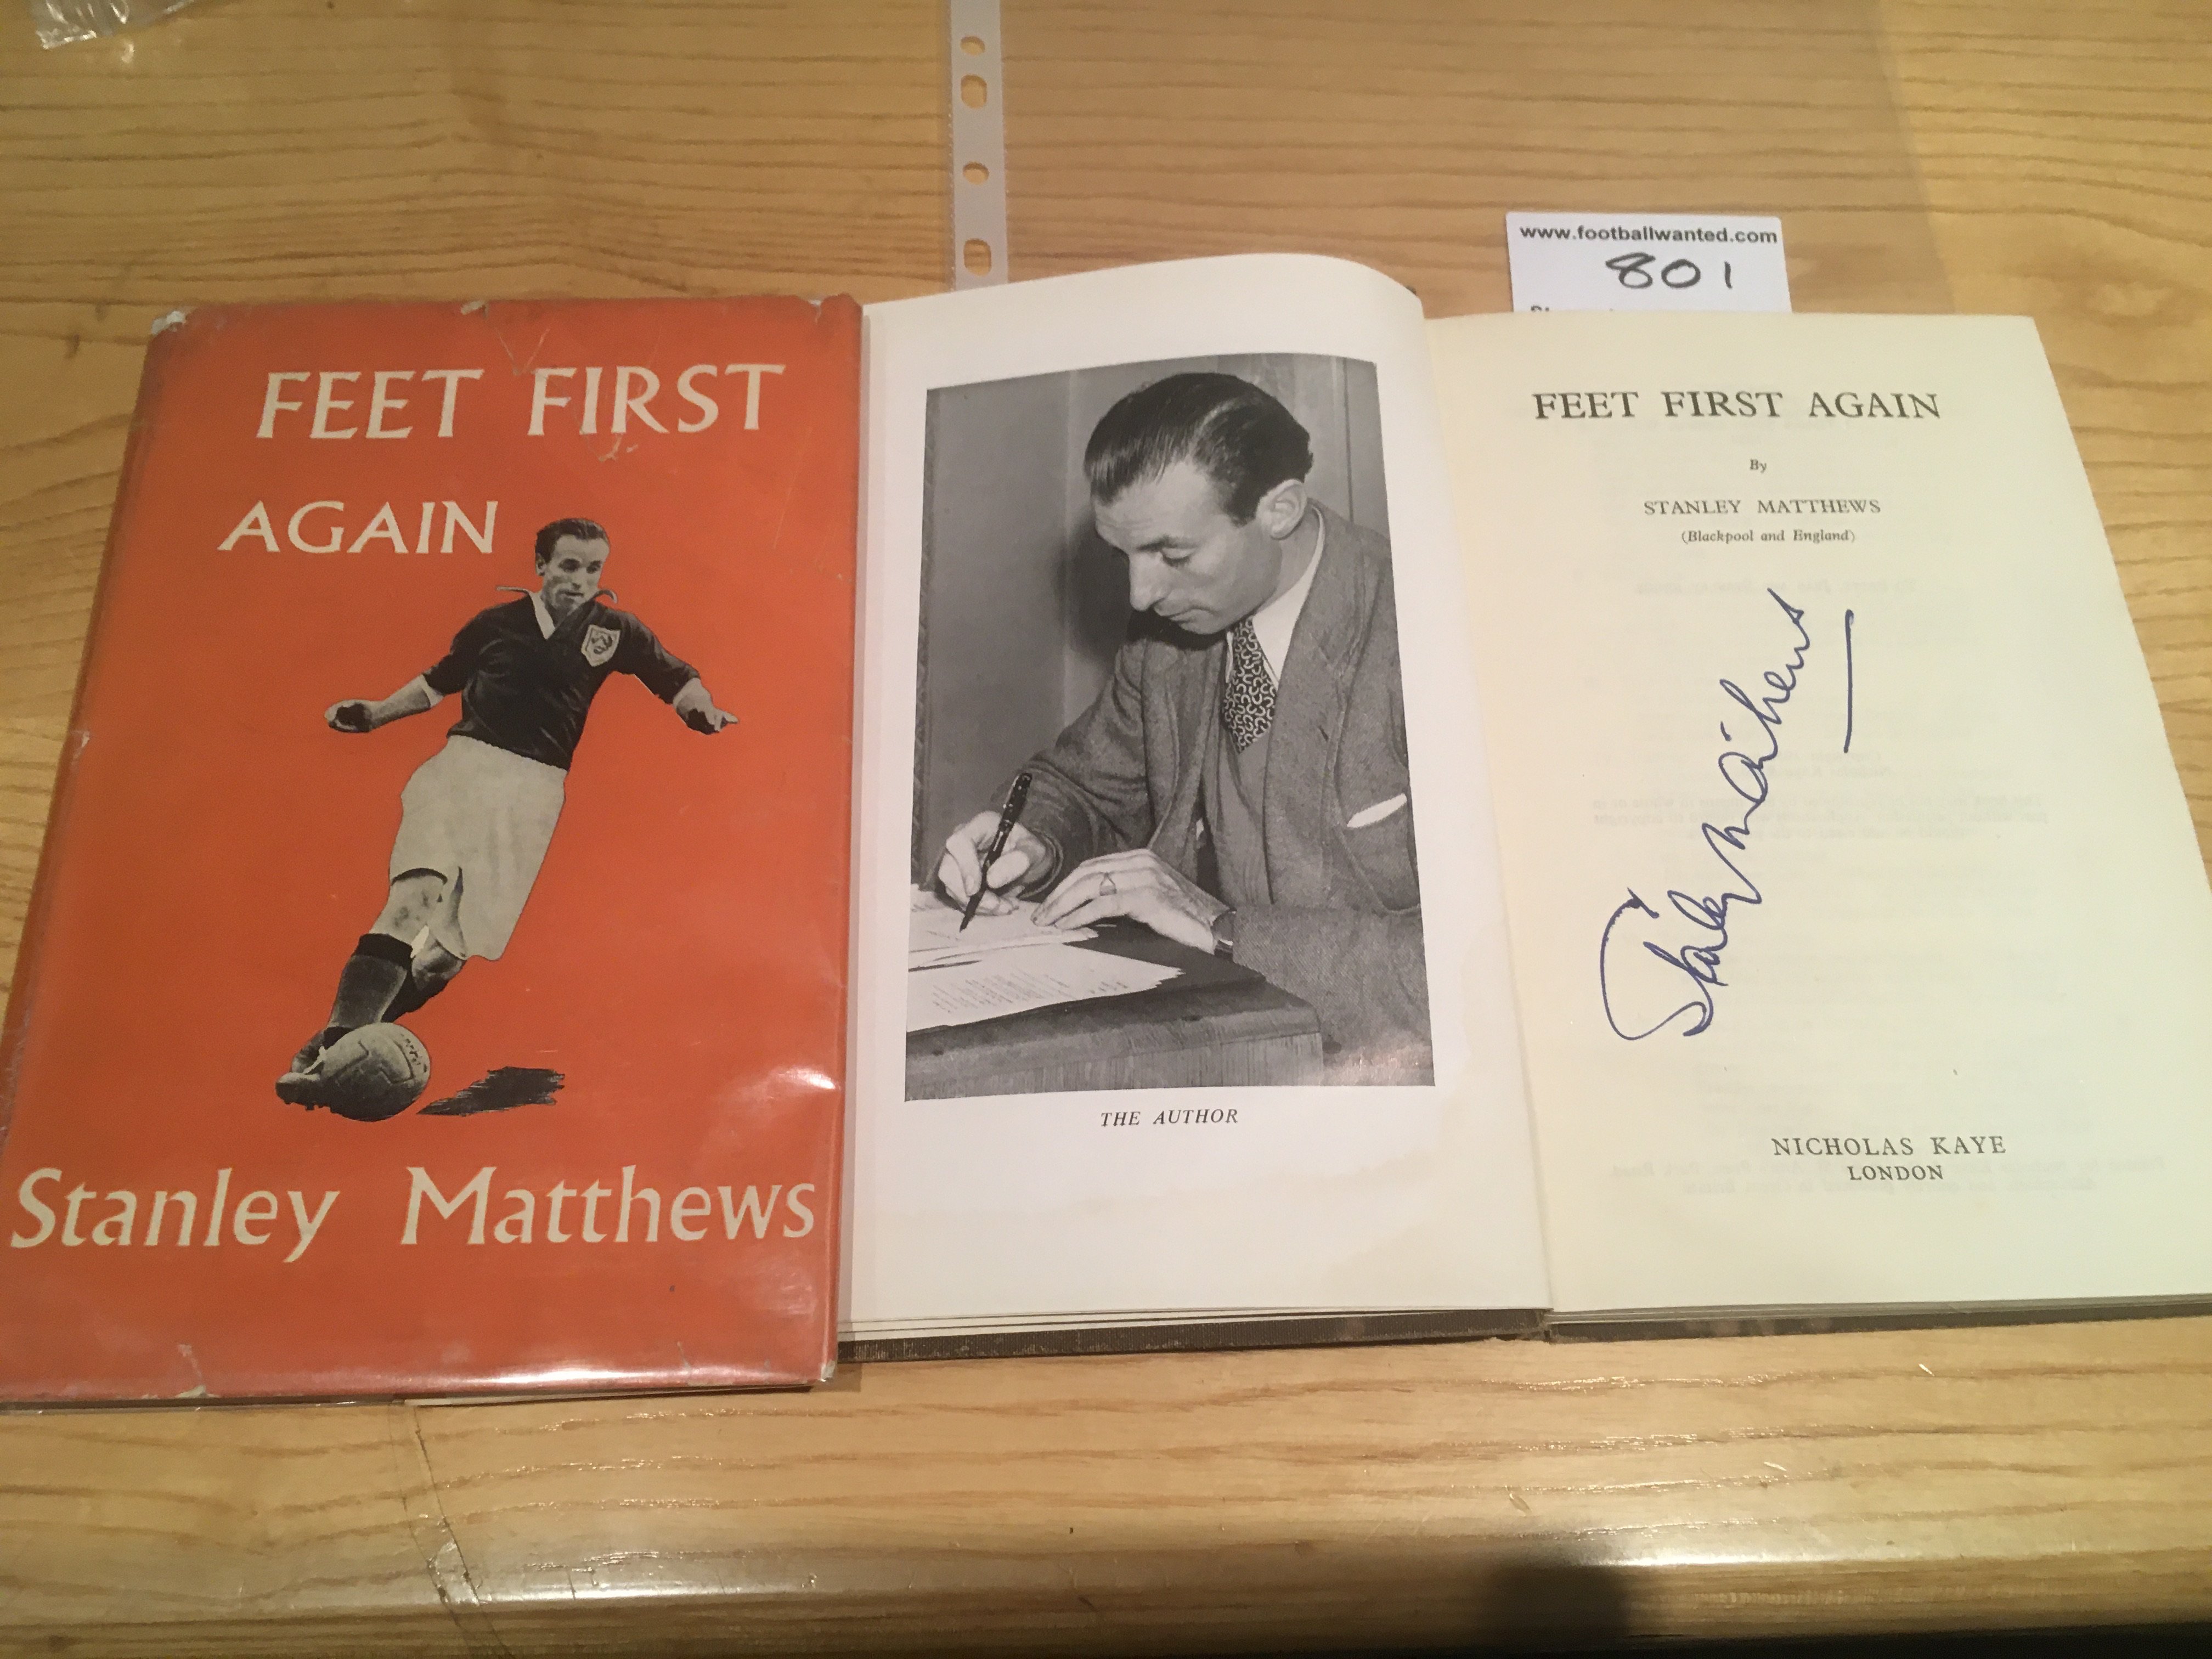 www.footballwanted.com
801
FEET FIRST
AGAIN
Stanley Matthews
THE AUTHOR
FEET FIRST AGAIN
By
STANLEY MATTHEWS
(Blackpool and England)
Stanley Matthews
NICHOLAS KAYE
LONDON